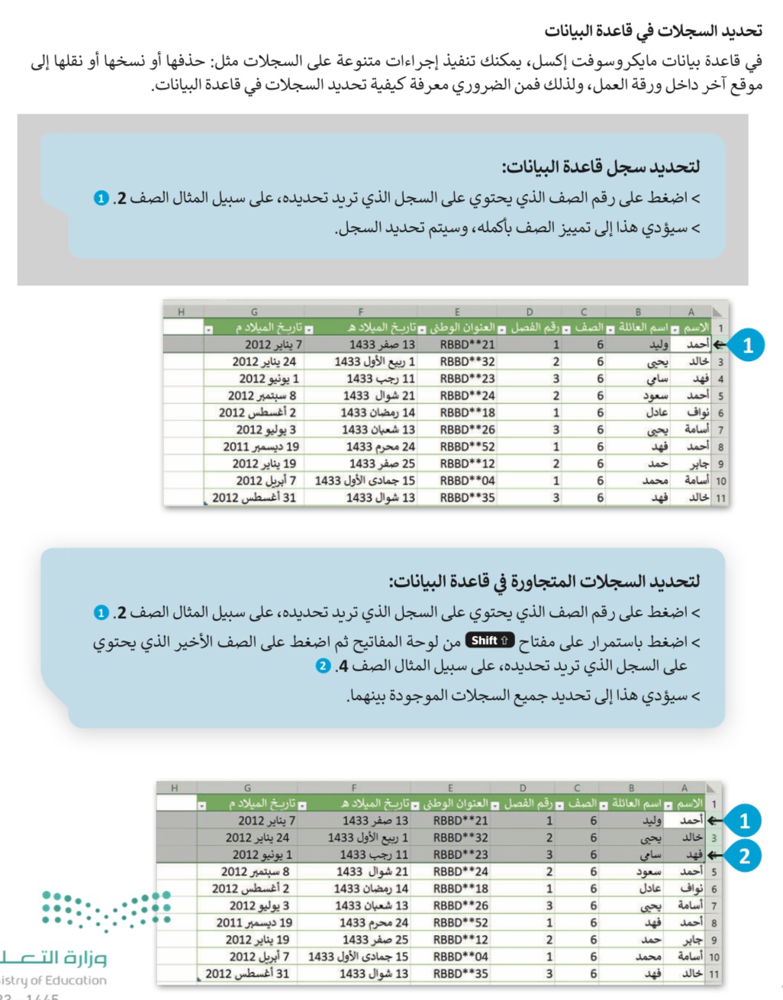 تحديد السجلات في قاعدة البيانات
في قاعدة بيانات مايكروسوفت إكسل، يمكنك تنفيذ إجراءات متنوعة على السجلات مثل: حذفها أو نسخها أو نقلها إلى
موقع آخر داخل ورقة العمل، ولذلك فمن الضروري معرفة كيفية تحديد السجلات في قاعدة البيانات.
لتحديد سجل قاعدة البيانات:
> اضغط على رقم الصف الذي يحتوي على السجل الذي تريد تحديده، على سبيل المثال الصف 2. 1
> سيؤدي هذا إلى تمييز الصف بأكمله، وسيتم تحديد السجل.
A B C D E F G H
1 الاسم اسم العائلة الصف رقم الفصل العنوان الوطني تاريخ الميلاد هـ تاريخ الميلاد م
أحمد وليد 6 1 RBBD**21 13 صفر 1433 7 يناير 2012
1
3 خالد يحيى 6 2 RBBD**32 1 ربيع الأول 1433 24 يناير 2012
4 فهد سامي 6 3 RBBD**23 11 رجب 1433 1 يونيو 2012
5 أحمد سعود 6 2 RBBD**24 21 شوال 1433 8 سبتمبر 2012
6 نواف عادل 6 1 RBBD**18 14 رمضان 1433 2 أغسطس 2012
7 أسامة يحيى 6 3 RBBD**26 13 شعبان 1433 3 يوليو 2012
8 أحمد فهد 6 1 RBBD**52 24 محرم 1433 19 ديسمبر 2011
9 جابر حمد 6 2 RBBD**12 25 صفر 1433 19 يناير 2012
10 أسامة محمد 6 1 RBBD**04 15 جمادى الأول 1433 7 أبريل 2012
11 خالد فهد 6 3 RBBD**35 13 شوال 1433 31 أغسطس 2012
لتحديد السجلات المتجاورة في قاعدة البيانات:
> اضغط على رقم الصف الذي يحتوي على السجل الذي تريد تحديده، على سبيل المثال الصف 2. 1
> اضغط باستمرار على مفتاح Shift ⇧ من لوحة المفاتيح ثم اضغط على الصف الأخير الذي يحتوي
على السجل الذي تريد تحديده، على سبيل المثال الصف 4. 2
> سيؤدي هذا إلى تحديد جميع السجلات الموجودة بينهما.
A B C D E F G H
1 الاسم اسم العائلة الصف رقم الفصل العنوان الوطني تاريخ الميلاد هـ تاريخ الميلاد م
أحمد وليد 6 1 RBBD**21 13 صفر 1433 7 يناير 2012
1
3 خالد يحيى 6 2 RBBD**32 1 ربيع الأول 1433 24 يناير 2012
فهد سامي 6 3 RBBD**23 11 رجب 1433 1 يونيو 2012
2
5 أحمد سعود 6 2 RBBD**24 21 شوال 1433 8 سبتمبر 2012
6 نواف عادل 6 1 RBBD**18 14 رمضان 1433 2 أغسطس 2012
7 أسامة يحيى 6 3 RBBD**26 13 شعبان 1433 3 يوليو 2012
8 أحمد فهد 6 1 RBBD**52 24 محرم 1433 19 ديسمبر 2011
9 جابر حمد 6 2 RBBD**12 25 صفر 1433 19 يناير 2012
10 أسامة محمد 6 1 RBBD**04 15 جمادى الأول 1433 7 أبريل 2012
11 خالد فهد 6 3 RBBD**35 13 شوال 1433 31 أغسطس 2012
وزارة التعـلـ
istry of Education
1445